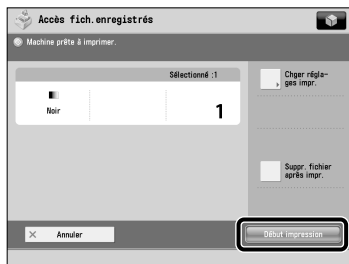 Accès fich.enregistrés
Machine prête à imprimer.
Sélectionné :1
Noir
1
Chger régla-
ges impr.
Suppr. fichier
après impr.
Annuler
Début impression